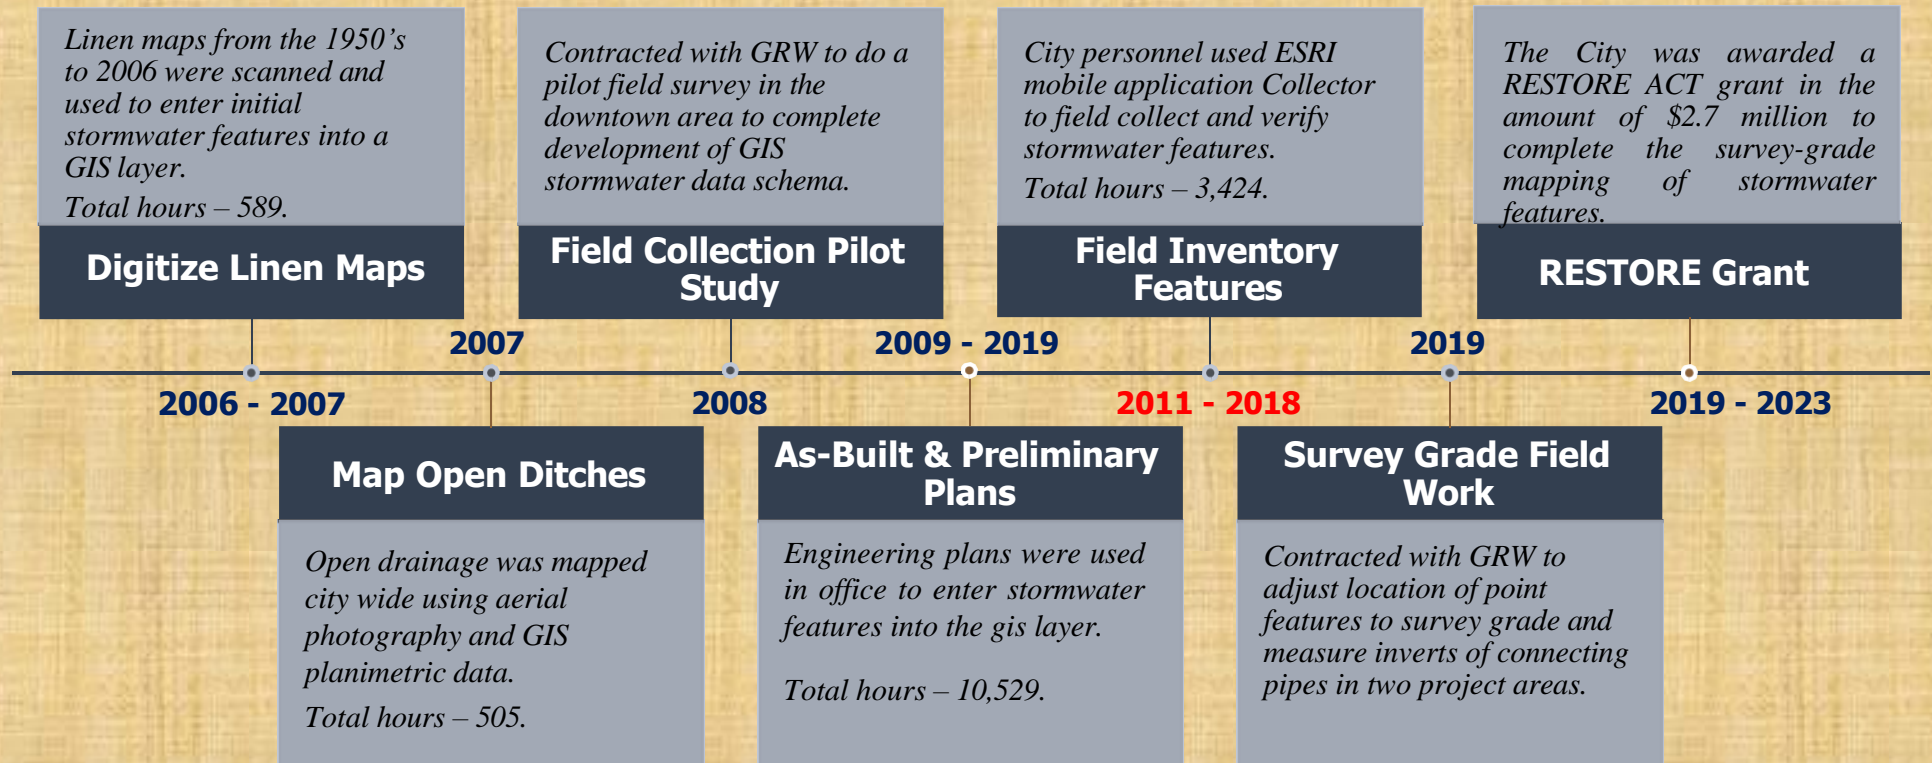 Linen maps from the 1950's
to 2006 were scanned and
used to enter initial
stormwater features into a
GIS layer.
Total hours – 589.
Digitize Linen Maps
2006 - 2007
2007
Map Open Ditches
Open drainage was mapped
city wide using aerial
photography and GIS
planimetric data.
Total hours – 505.
Contracted with GRW to do a
pilot field survey in the
downtown area to complete
development of GIS
stormwater data schema.
Field Collection Pilot
Study
2008
2009 - 2019
As-Built & Preliminary
Plans
Engineering plans were used
in office to enter stormwater
features into the gis layer.
Total hours – 10,529.
City personnel used ESRI
mobile application Collector
to field collect and verify
stormwater features.
Total hours – 3,424.
Field Inventory
Features
2011 - 2018
2019
Survey Grade Field
Work
Contracted with GRW to
adjust location of point
features to survey grade and
measure inverts of connecting
pipes in two project areas.
The City was awarded a
RESTORE ACT grant in the
amount of $2.7 million to
complete the survey-grade
mapping of stormwater
features.
RESTORE Grant
2019 - 2023